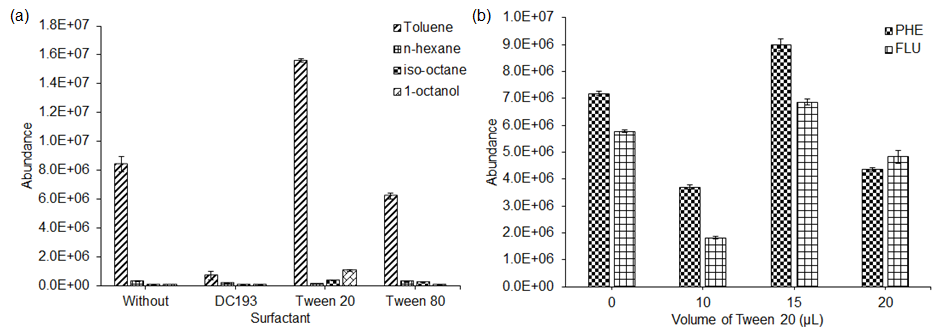 (a)
1.8E+07
1.6E+07
1.4E+07
1.2E+07
1.0E+07
8.0E+06
6.0E+06
4.0E+06
2.0E+06
0.0E+00
Abundance
Toluene
n-hexane
iso-octane
1-octanol
Without DC193 Tween 20 Tween 80
Surfactant
(b)
1.0E+07
9.0E+06
8.0E+06
7.0E+06
6.0E+06
5.0E+06
4.0E+06
3.0E+06
2.0E+06
1.0E+06
0.0E+00
Abundance
PHE
FLU
0 10 15 20
Volume of Tween 20 (µL)